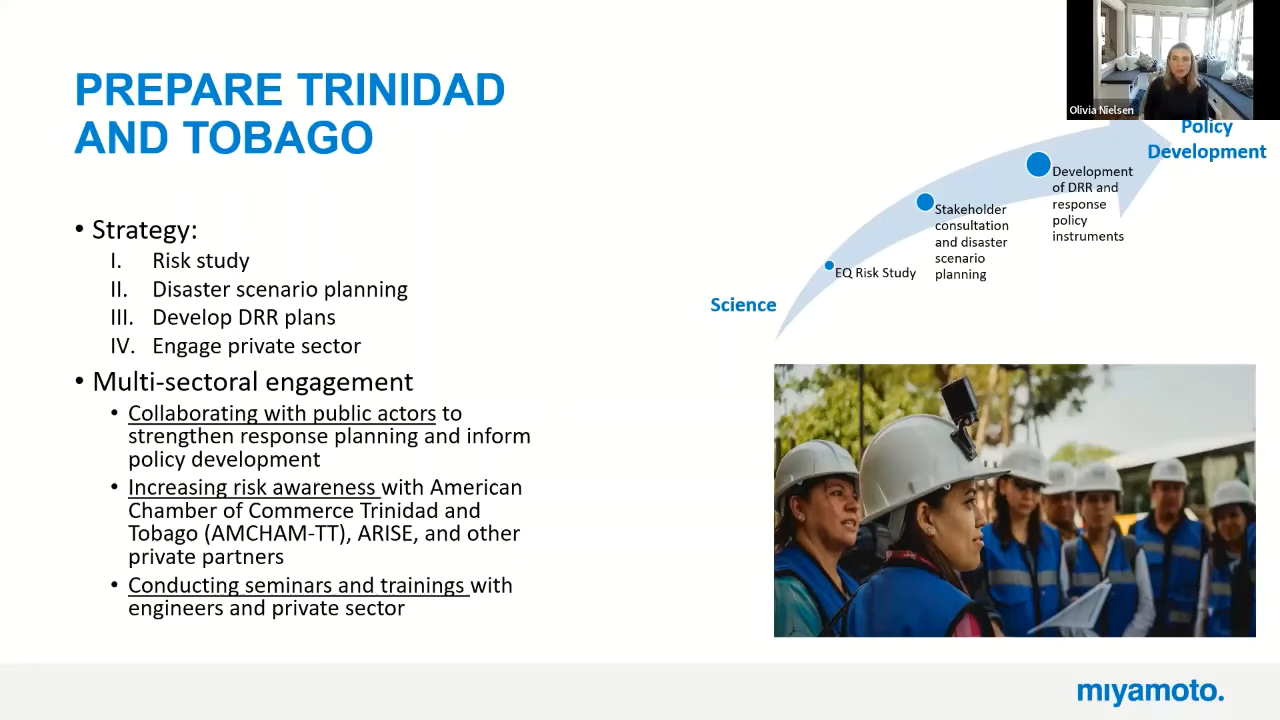 PREPARE TRINIDAD
AND TOBAGO
• Strategy:
I. Risk study
II. Disaster scenario planning
III. Develop DRR plans
IV. Engage private sector
• Multi-sectoral engagement
• Collaborating with public actors to
strengthen response planning and inform
policy development
• Increasing risk awareness with American
Chamber of Commerce Trinidad and
Tobago (AMCHAM-TT), ARISE, and other
private partners
• Conducting seminars and trainings with
engineers and private sector
Olivia Nielsen
Policy
Development
Development
of DRR and
response
policy
instruments
Stakeholder
consultation
and disaster
scenario
planning
EQ Risk Study
Science
miyamoto.